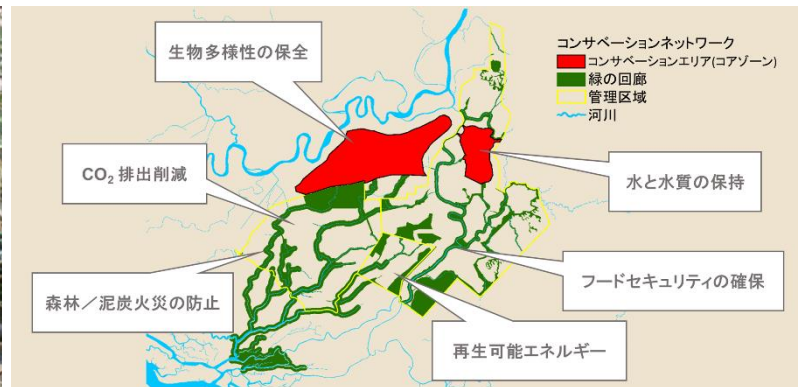 生物多様性の保全
コンサベーションネットワーク
コンサベーションエリア(コアゾーン)
緑の回廊
管理区域
河川
CO₂ 排出削減
水と水質の保持
森林／泥炭火災の防止
フードセキュリティの確保
再生可能エネルギー